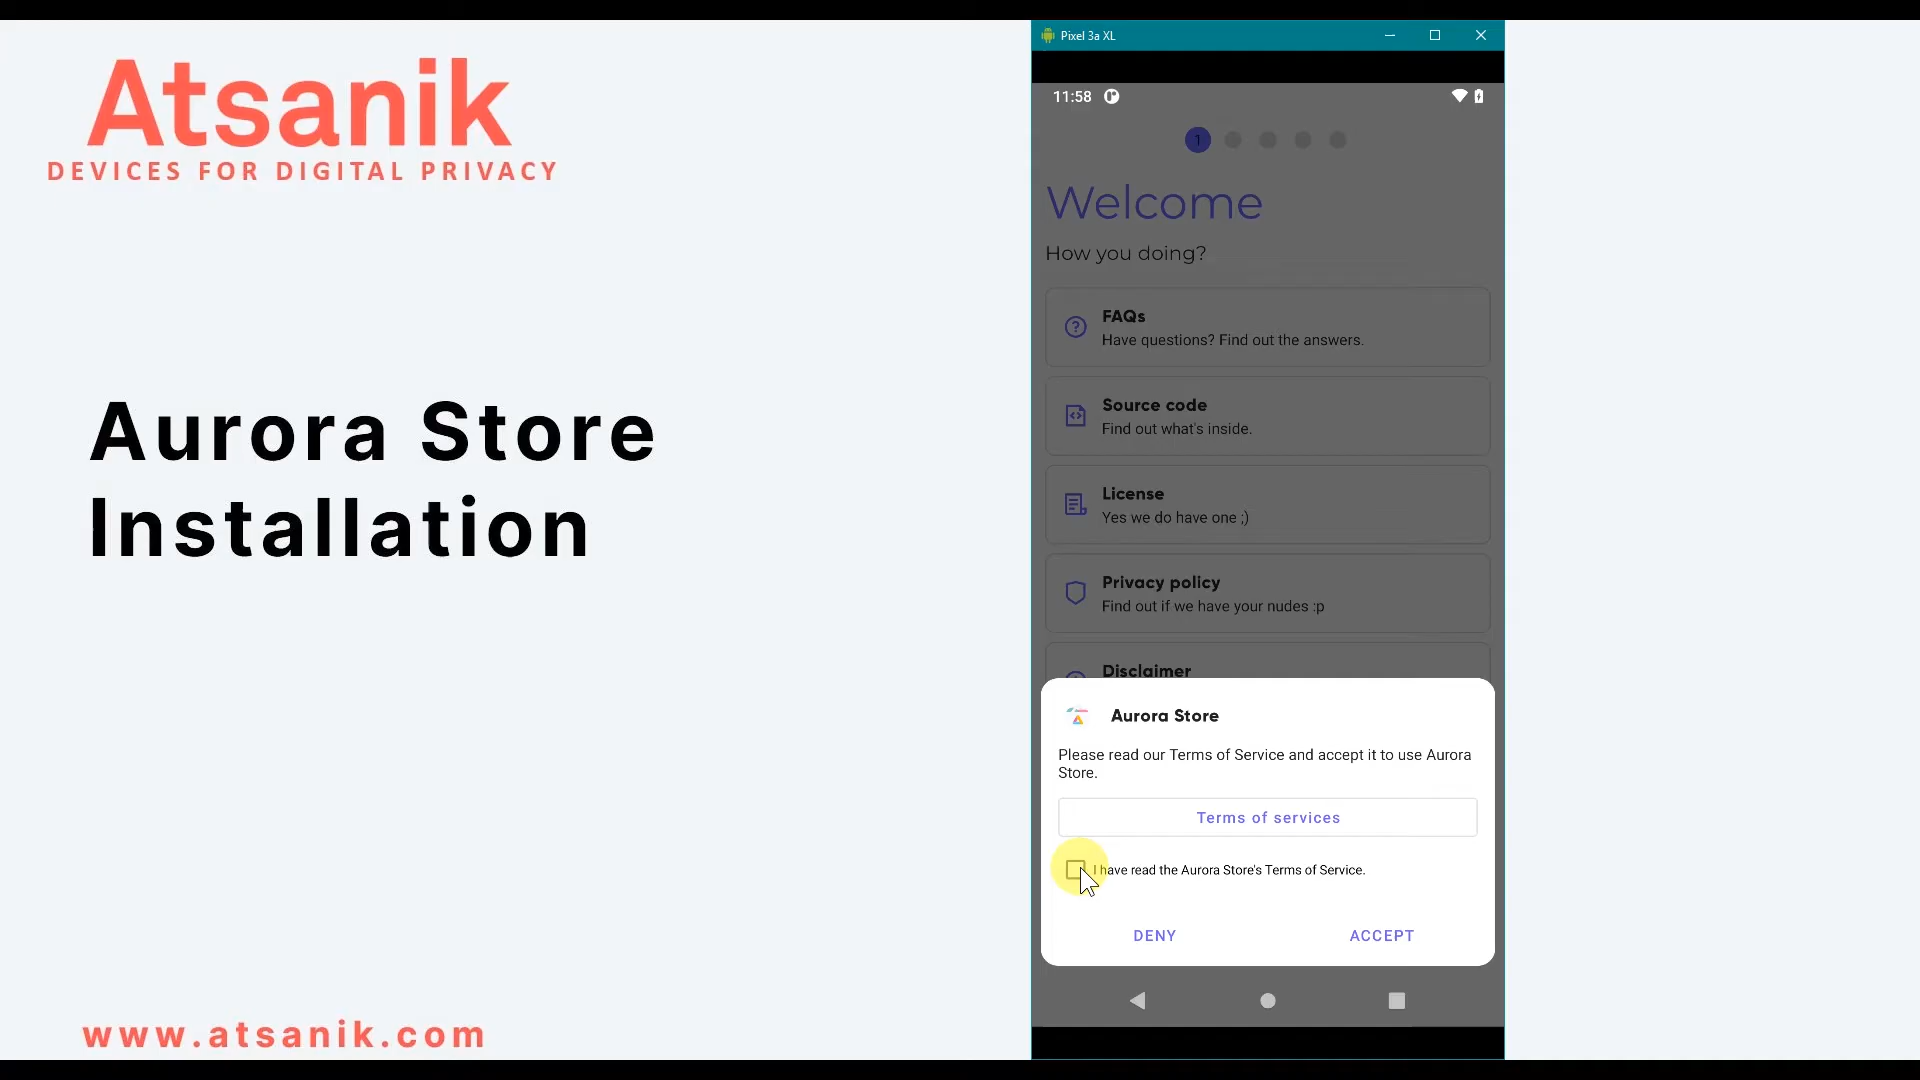 Atsanik
DEVICES FOR DIGITAL PRIVACY
Aurora Store
Installation
www.atsanik.com
Pixel 3a XL
11:58
1
Welcome
How you doing?
FAQs
Have questions? Find out the answers.
Source code
Find out what's inside.
License
Yes we do have one ;)
Privacy policy
Find out if we have your nudes :p
Disclaimer
Aurora Store
Please read our Terms of Service and accept it to use Aurora
Store.
Terms of services
I have read the Aurora Store's Terms of Service.
DENY
ACCEPT